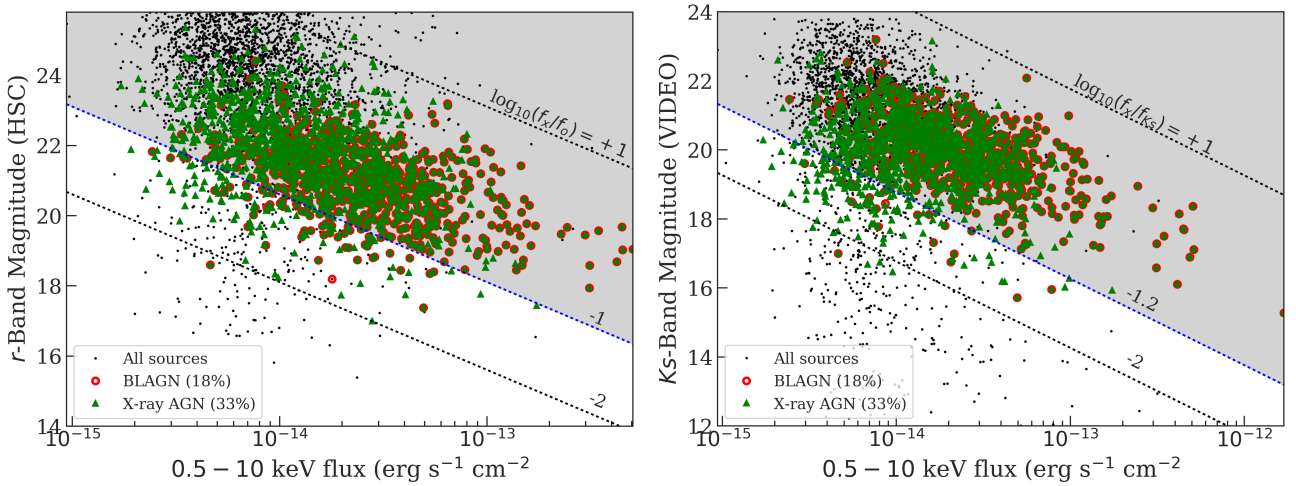 r-Band Magnitude (HSC)
24
22
20
18
16
14
log₁₀(fₓ/fₒ) = +1
-1
-2
All sources
BLAGN (18%)
X-ray AGN (33%)
10⁻¹⁵
10⁻¹⁴
10⁻¹³
0.5 − 10 keV flux (erg s⁻¹ cm⁻²
Ks-Band Magnitude (VIDEO)
24
22
20
18
16
14
12
log₁₀(fₓ/f_Ks) = +1
-1.2
-2
All sources
BLAGN (18%)
X-ray AGN (33%)
10⁻¹⁵
10⁻¹⁴
10⁻¹³
10⁻¹²
0.5 − 10 keV flux (erg s⁻¹ cm⁻²